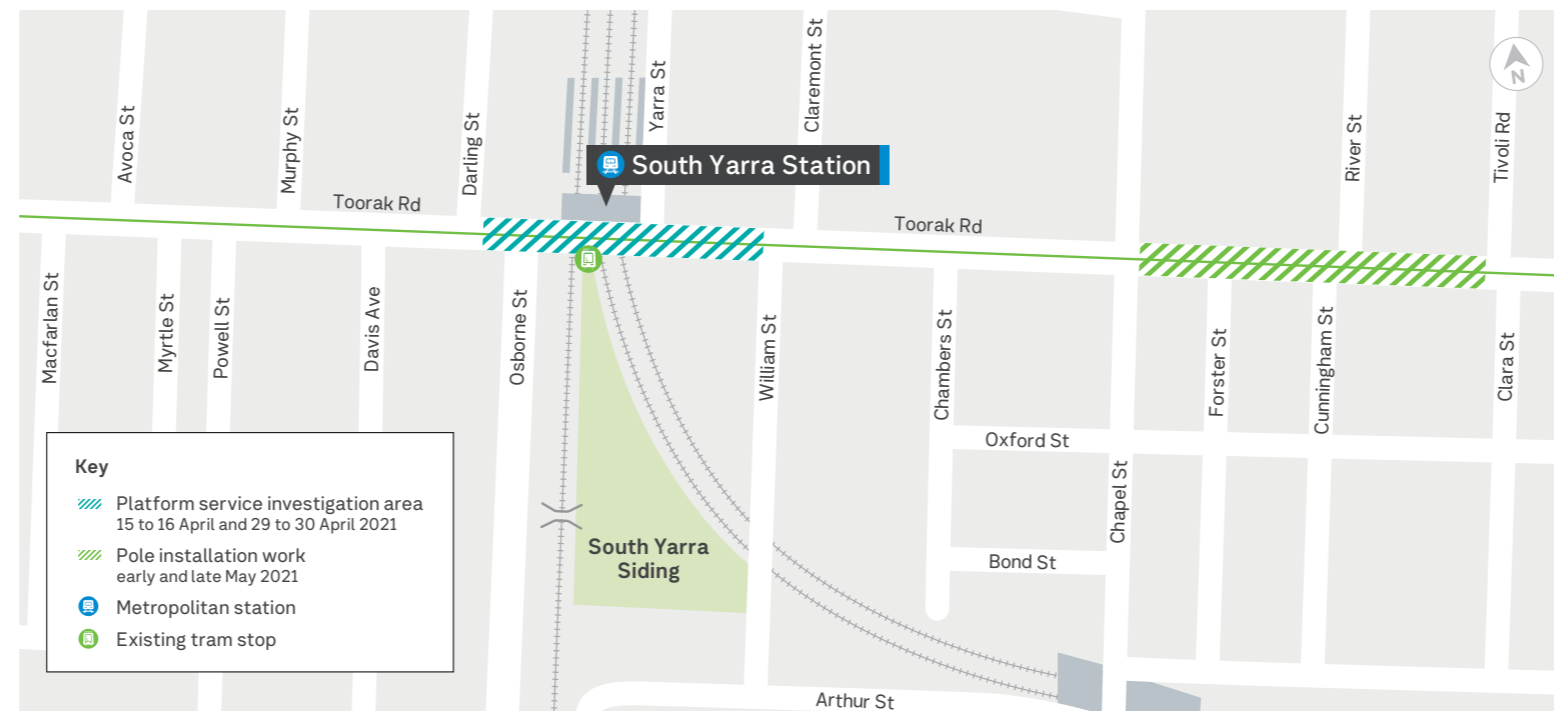 Avoca St
Murphy St
Darling St
Yarra St
Claremont St
River St
Tivoli Rd
N
South Yarra Station
Toorak Rd
Toorak Rd
Macfarlan St
Myrtle St
Powell St
Davis Ave
Osborne St
William St
Chambers St
Chapel St
Forster St
Cunningham St
Clara St
Oxford St
Bond St
Arthur St
South Yarra
Siding
Key
Platform service investigation area
15 to 16 April and 29 to 30 April 2021
Pole installation work
early and late May 2021
Metropolitan station
Existing tram stop